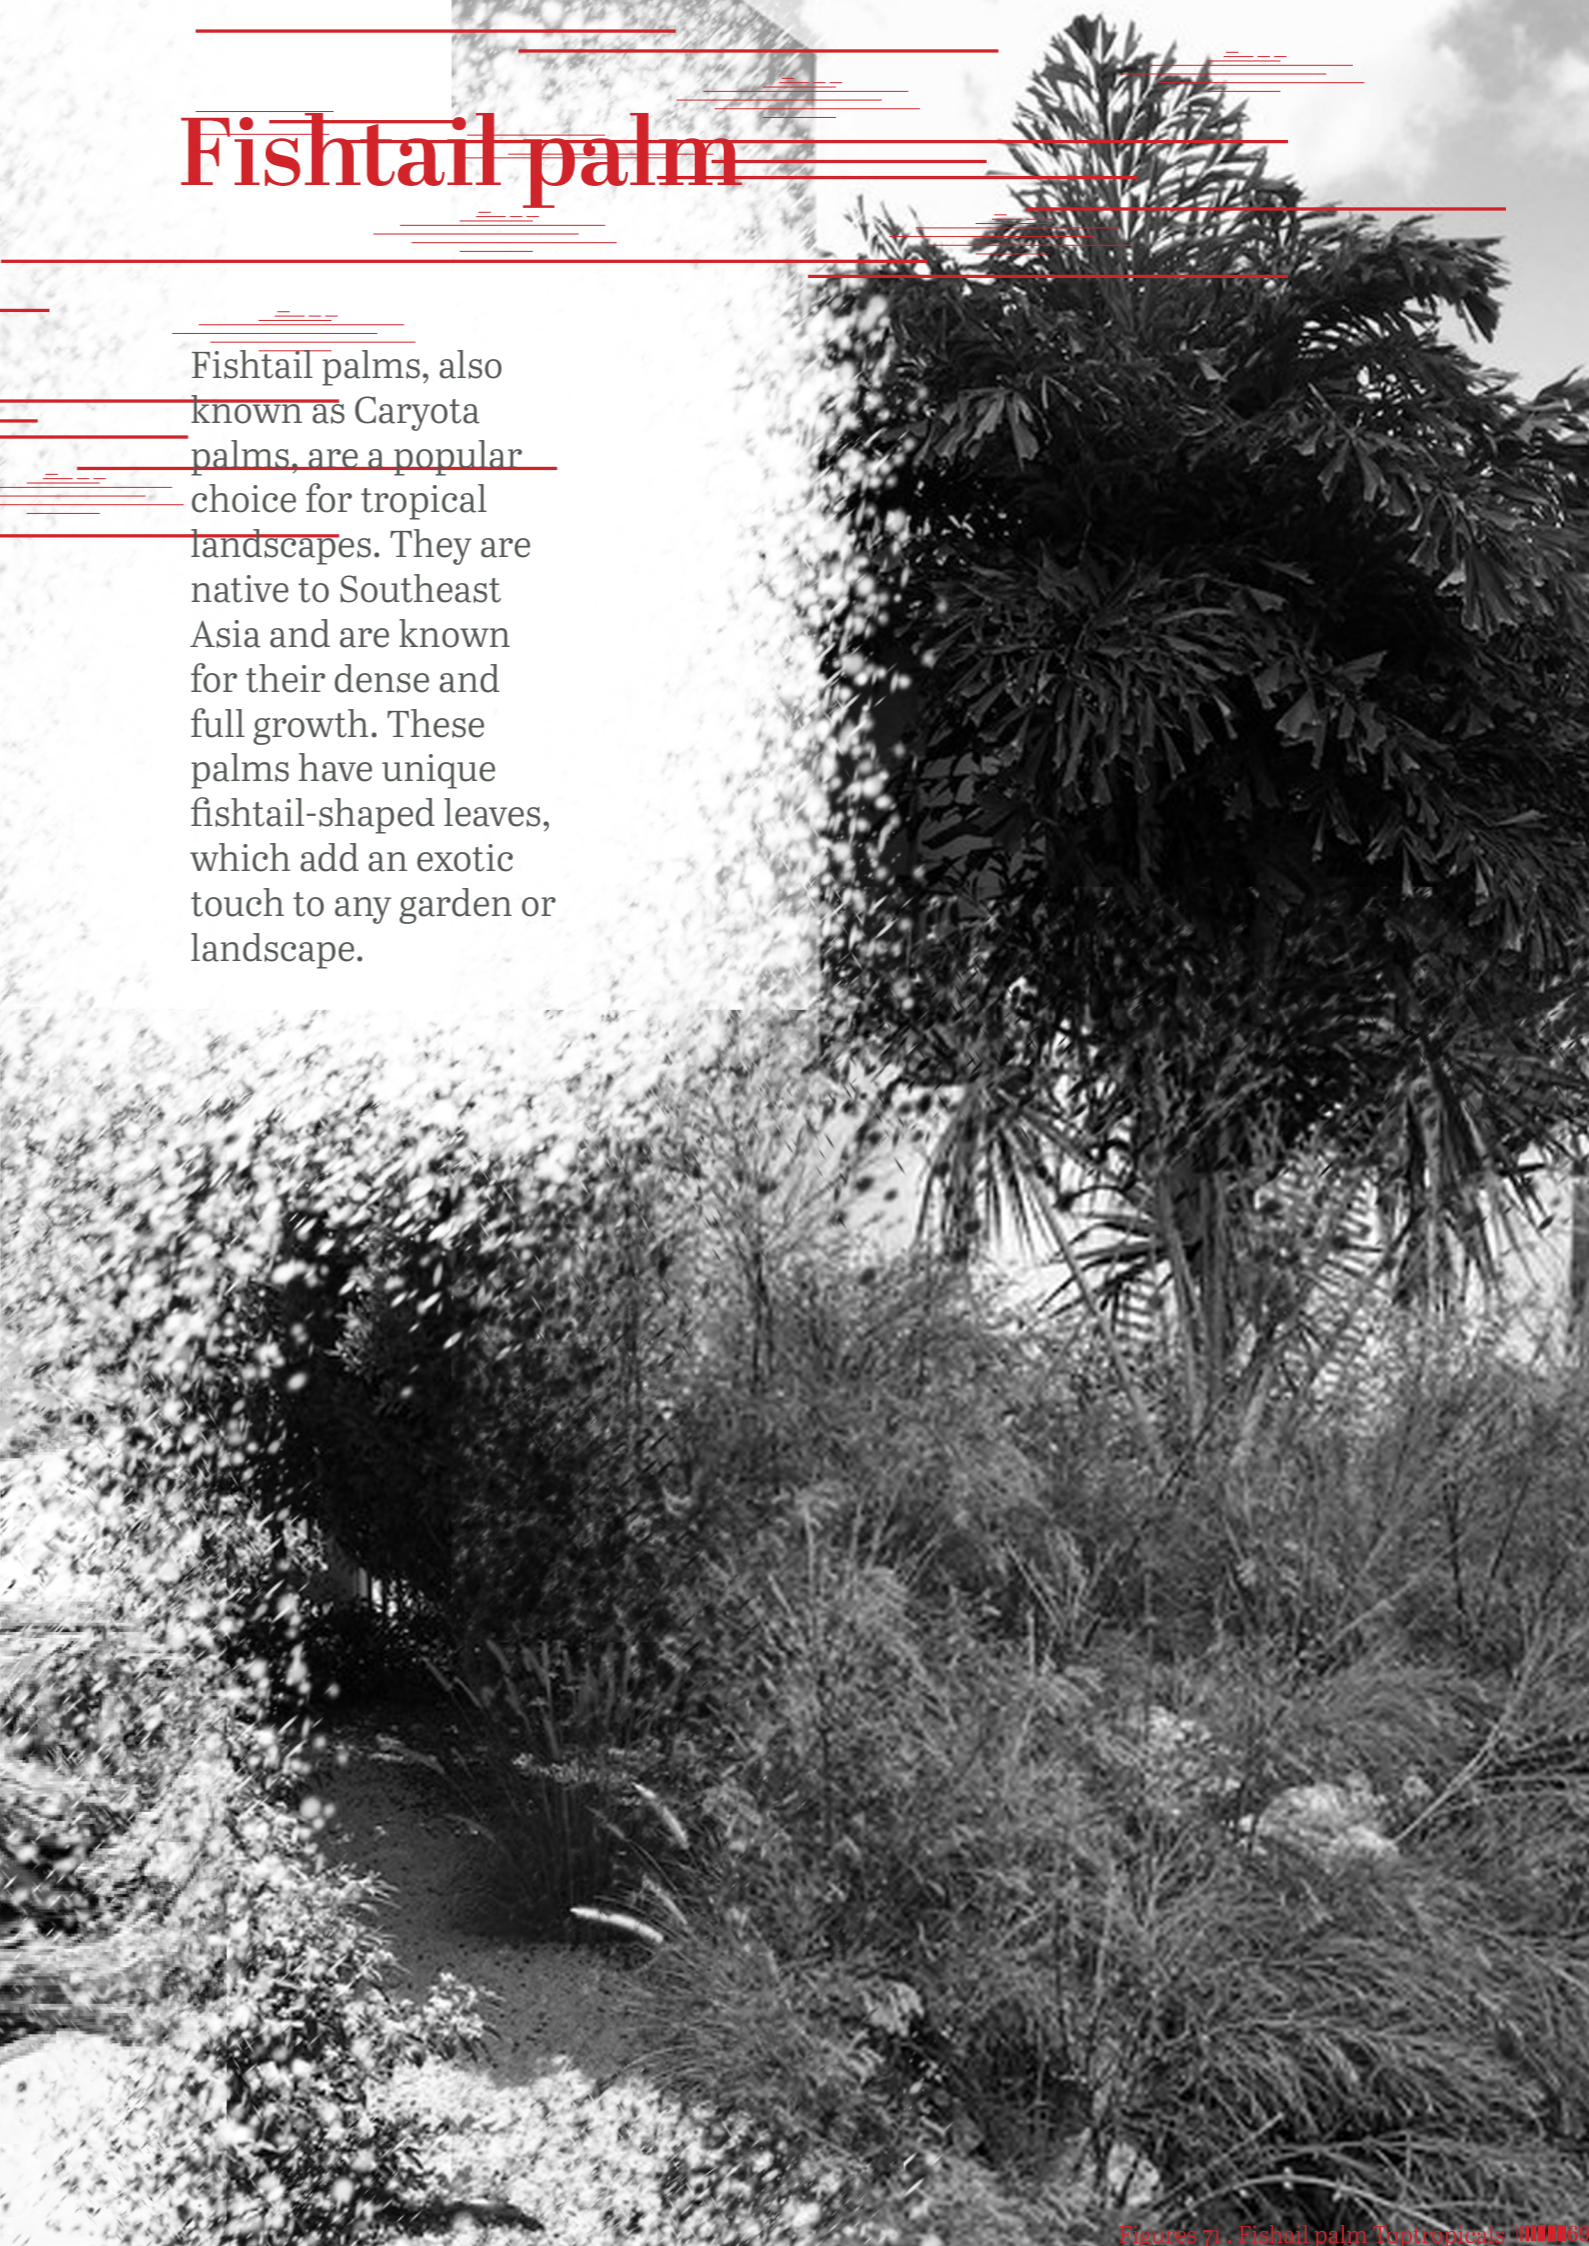 Fishtail palm
Fishtail palms, also
known as Caryota
palms, are a popular
choice for tropical
landscapes. They are
native to Southeast
Asia and are known
for their dense and
full growth. These
palms have unique
fishtail-shaped leaves,
which add an exotic
touch to any garden or
landscape.
Figures 71 . Fishail palm Toptropicals 69